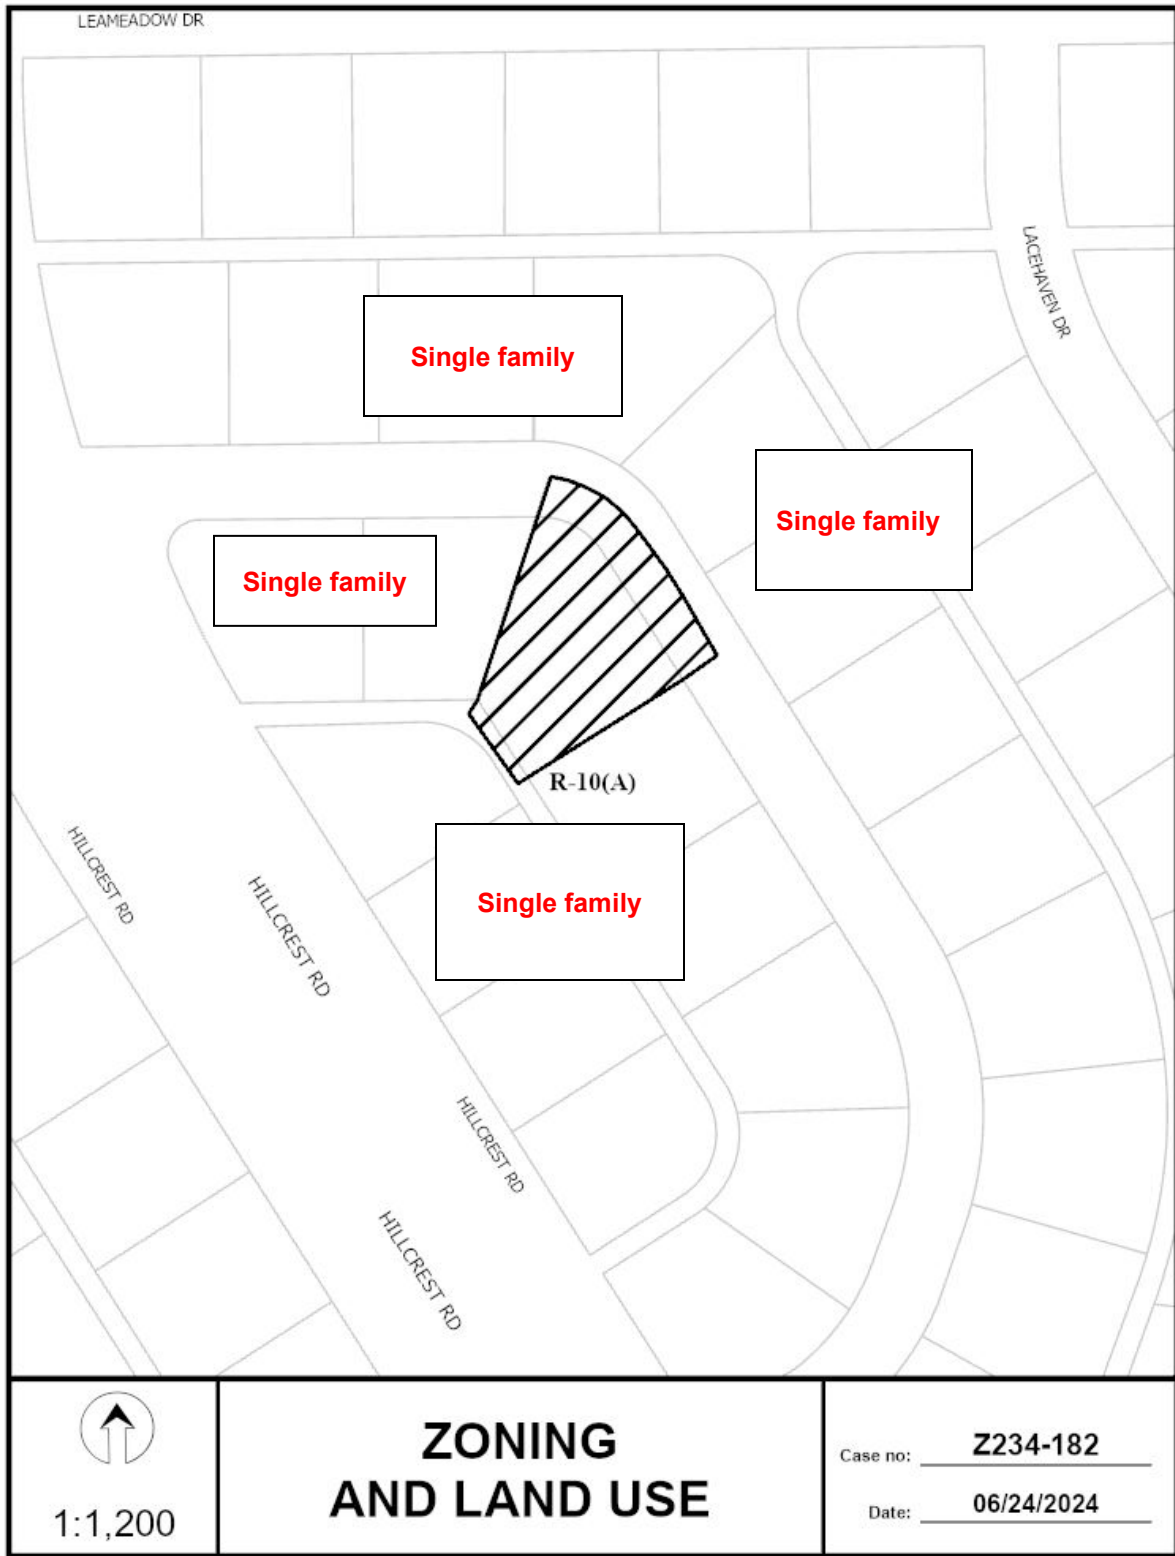 LEAMEADOW DR
LACEHAVEN DR
Single family
Single family
Single family
R-10(A)
HILLCREST RD
HILLCREST RD
Single family
HILLCREST RD
HILLCREST RD
1:1,200
ZONING
AND LAND USE
Case no: Z234-182
Date: 06/24/2024